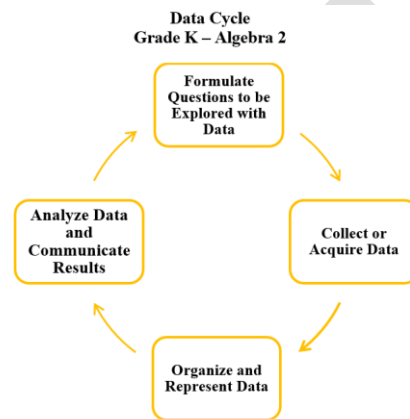 Data Cycle
Grade K – Algebra 2
Formulate
Questions to be
Explored with
Data
Collect or
Acquire Data
Organize and
Represent Data
Analyze Data
and
Communicate
Results